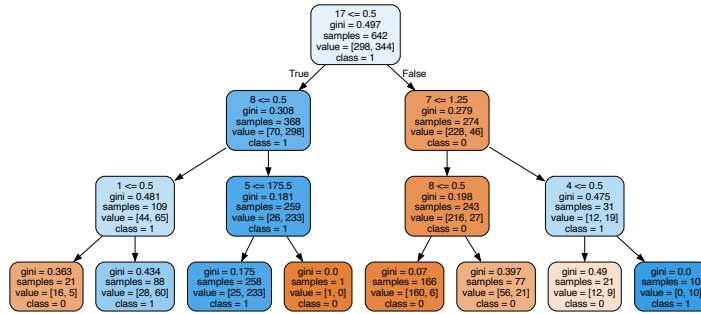 17 <= 0.5
gini = 0.497
samples = 642
value = [298, 344]
class = 1
True
False
8 <= 0.5
gini = 0.308
samples = 368
value = [70, 298]
class = 1
7 <= 1.25
gini = 0.279
samples = 274
value = [228, 46]
class = 0
1 <= 0.5
gini = 0.481
samples = 109
value = [44, 65]
class = 1
5 <= 175.5
gini = 0.181
samples = 259
value = [26, 233]
class = 1
8 <= 0.5
gini = 0.198
samples = 243
value = [216, 27]
class = 0
4 <= 0.5
gini = 0.475
samples = 31
value = [12, 19]
class = 1
gini = 0.363
samples = 21
value = [16, 5]
class = 0
gini = 0.434
samples = 88
value = [28, 60]
class = 1
gini = 0.175
samples = 258
value = [25, 233]
class = 1
gini = 0.0
samples = 1
value = [1, 0]
class = 0
gini = 0.07
samples = 166
value = [160, 6]
class = 0
gini = 0.397
samples = 77
value = [56, 21]
class = 0
gini = 0.49
samples = 21
value = [12, 9]
class = 0
gini = 0.0
samples = 10
value = [0, 10]
class = 1